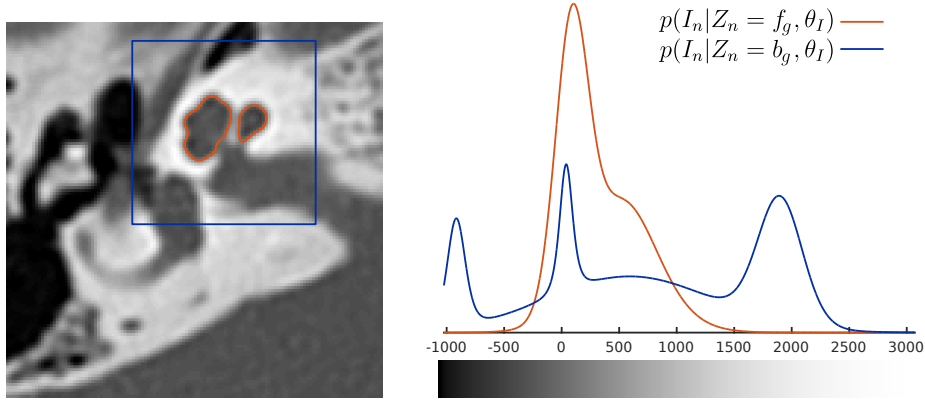 p(I_n|Z_n = f_g, θ_I)
p(I_n|Z_n = b_g, θ_I)
-1000 -500 0 500 1000 1500 2000 2500 3000